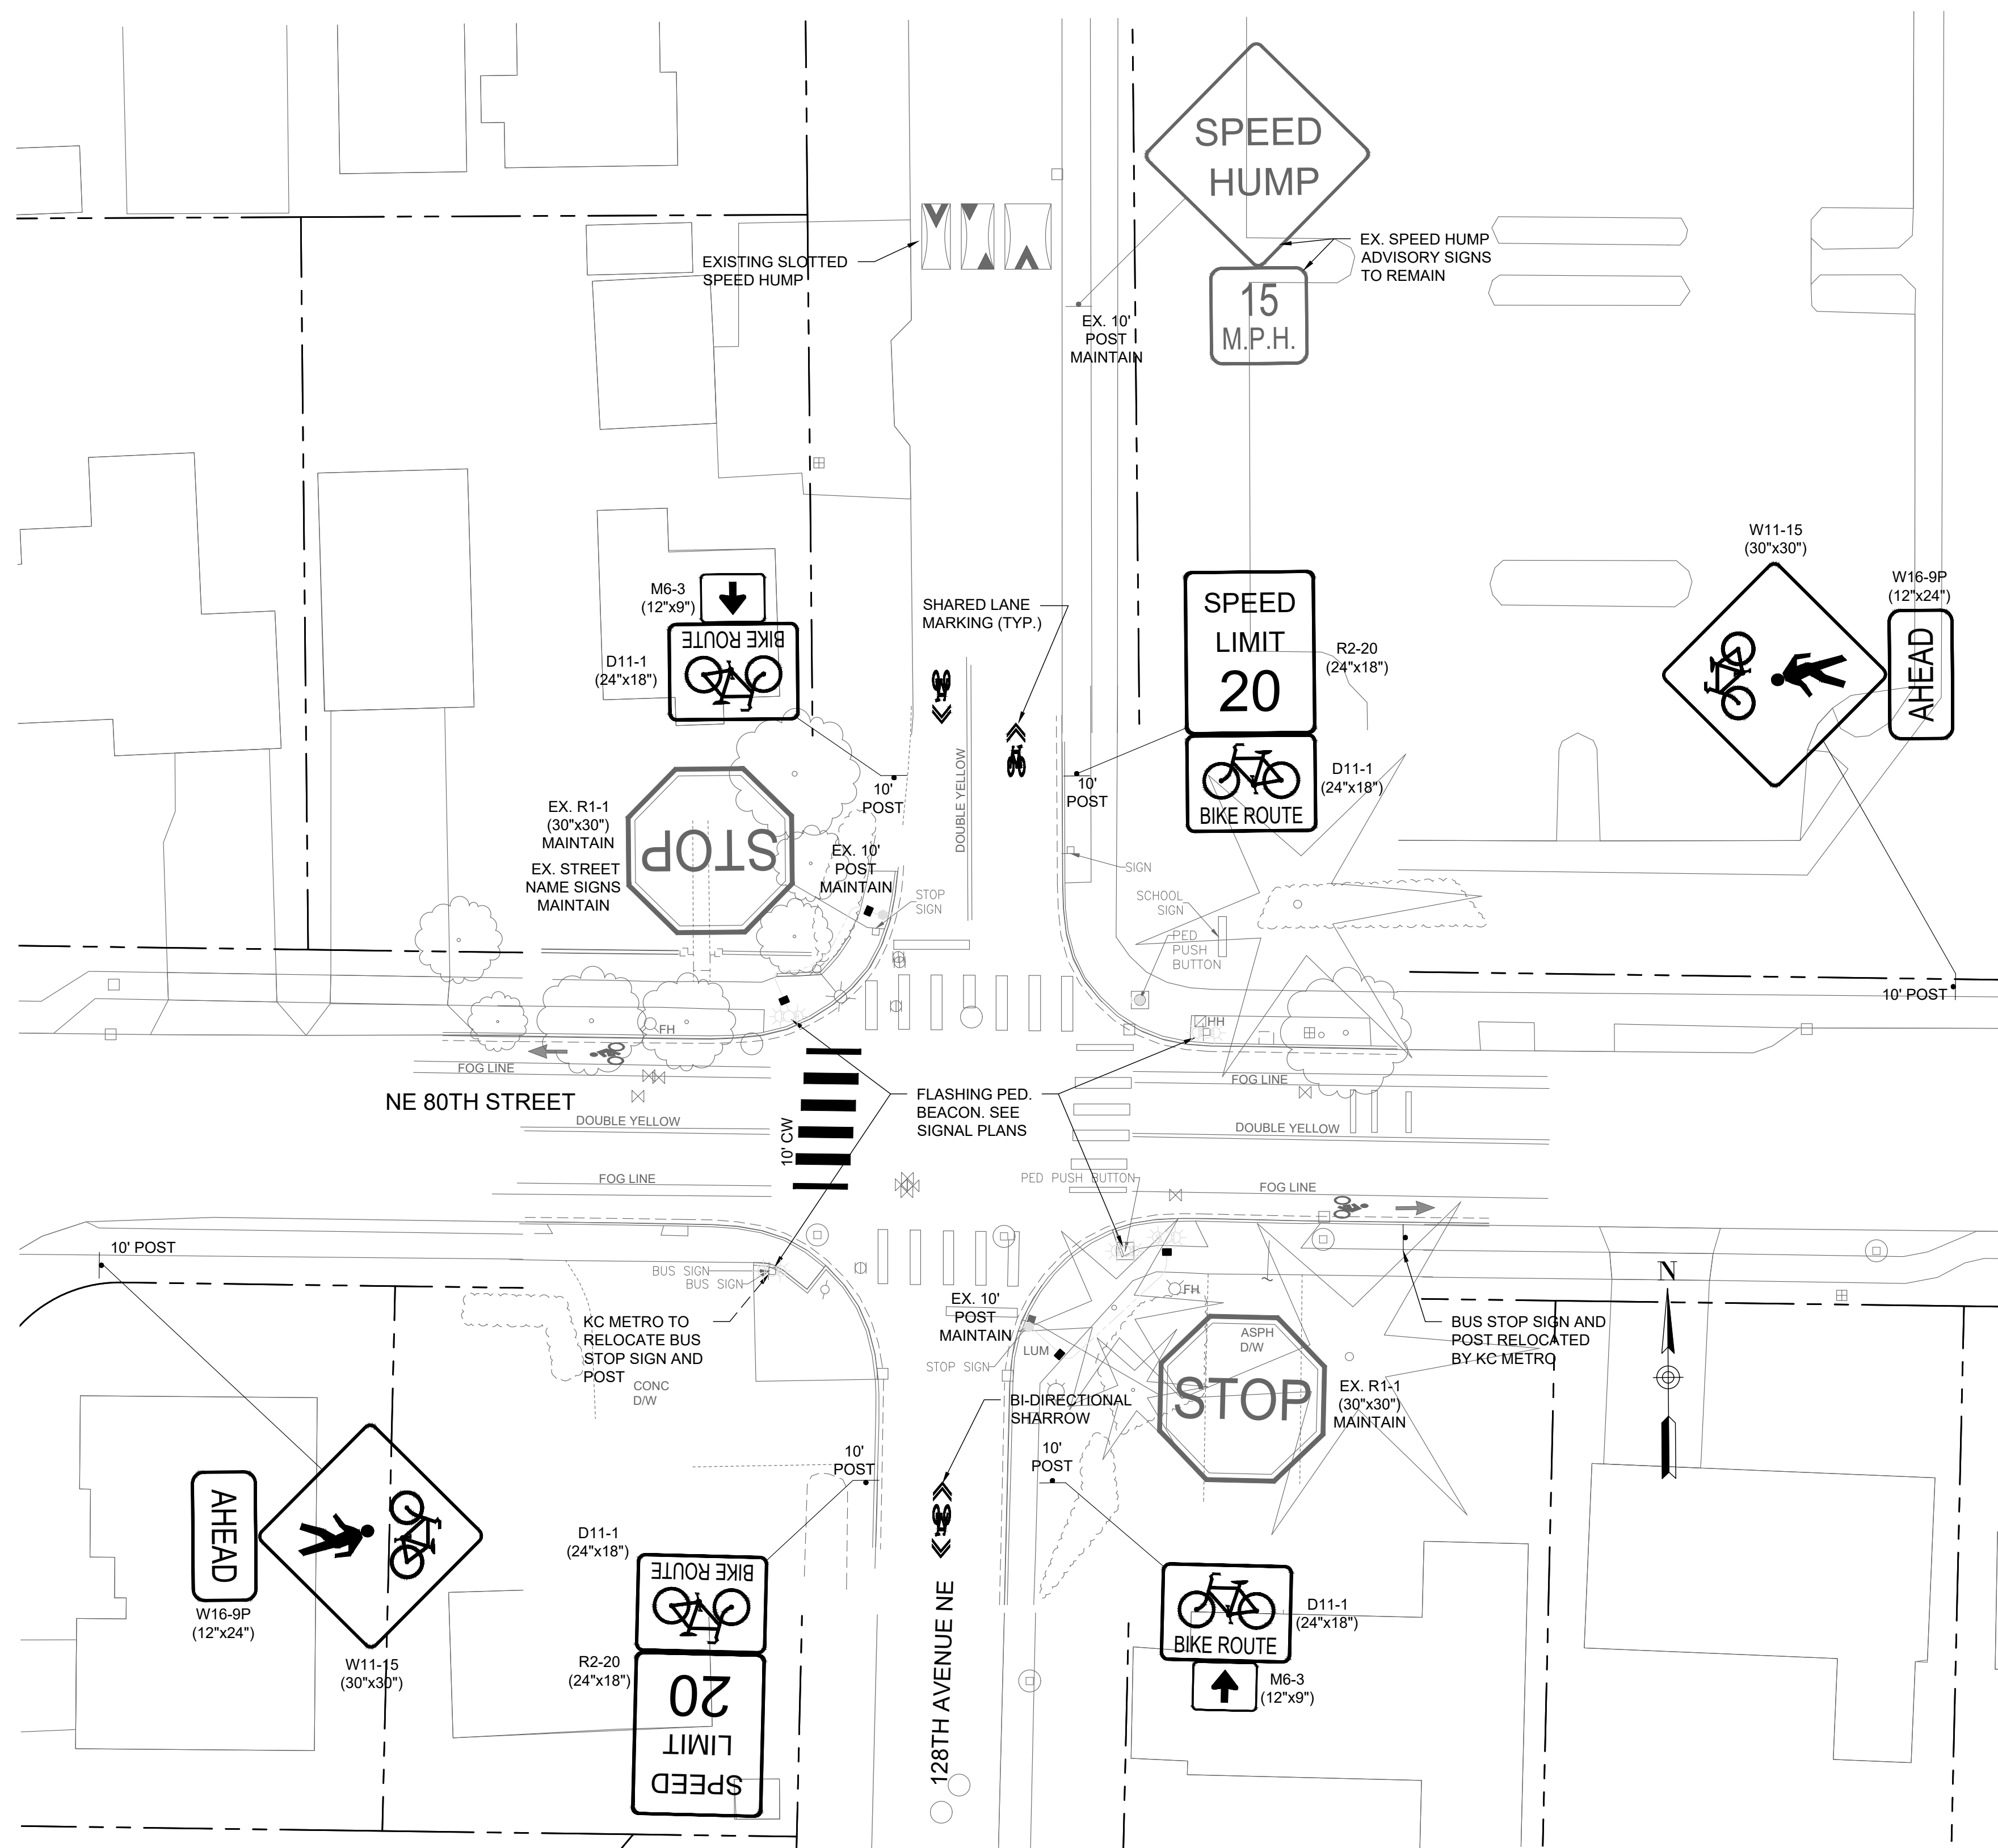 SPEED
HUMP
15
M.P.H.
EX. SPEED HUMP
ADVISORY SIGNS
TO REMAIN
EXISTING SLOTTED
SPEED HUMP
EX. 10'
POST
MAINTAIN
W11-15
(30"x30")
W16-9P
(12"x24")
AHEAD
M6-3
(12"x9")
BIKE ROUTE
D11-1
(24"x18")
SHARED LANE
MARKING (TYP.)
SPEED
LIMIT
20
R2-20
(24"x18")
BIKE ROUTE
D11-1
(24"x18")
10'
POST
10'
POST
DOUBLE YELLOW
EX. R1-1
(30"x30")
MAINTAIN
EX. STREET
NAME SIGNS
MAINTAIN
STOP
EX. 10'
POST
MAINTAIN
STOP
SIGN
SIGN
SCHOOL
SIGN
PED
PUSH
BUTTON
10' POST
FH
HH
FOG LINE
FOG LINE
NE 80TH STREET
DOUBLE YELLOW
10' CW
FLASHING PED.
BEACON. SEE
SIGNAL PLANS
DOUBLE YELLOW
FOG LINE
PED PUSH BUTTON
FOG LINE
10' POST
BUS SIGN
BUS SIGN
KC METRO TO
RELOCATE BUS
STOP SIGN AND
POST
CONC
D/W
EX. 10'
POST
MAINTAIN
STOP SIGN
LUM
FH
ASPH
D/W
STOP
EX. R1-1
(30"x30")
MAINTAIN
BUS STOP SIGN AND
POST RELOCATED
BY KC METRO
N
BI-DIRECTIONAL
SHARROW
10'
POST
10'
POST
AHEAD
W16-9P
(12"x24")
W11-15
(30"x30")
D11-1
(24"x18")
BIKE ROUTE
R2-20
(24"x18")
SPEED
LIMIT
20
128TH AVENUE NE
BIKE ROUTE
D11-1
(24"x18")
M6-3
(12"x9")